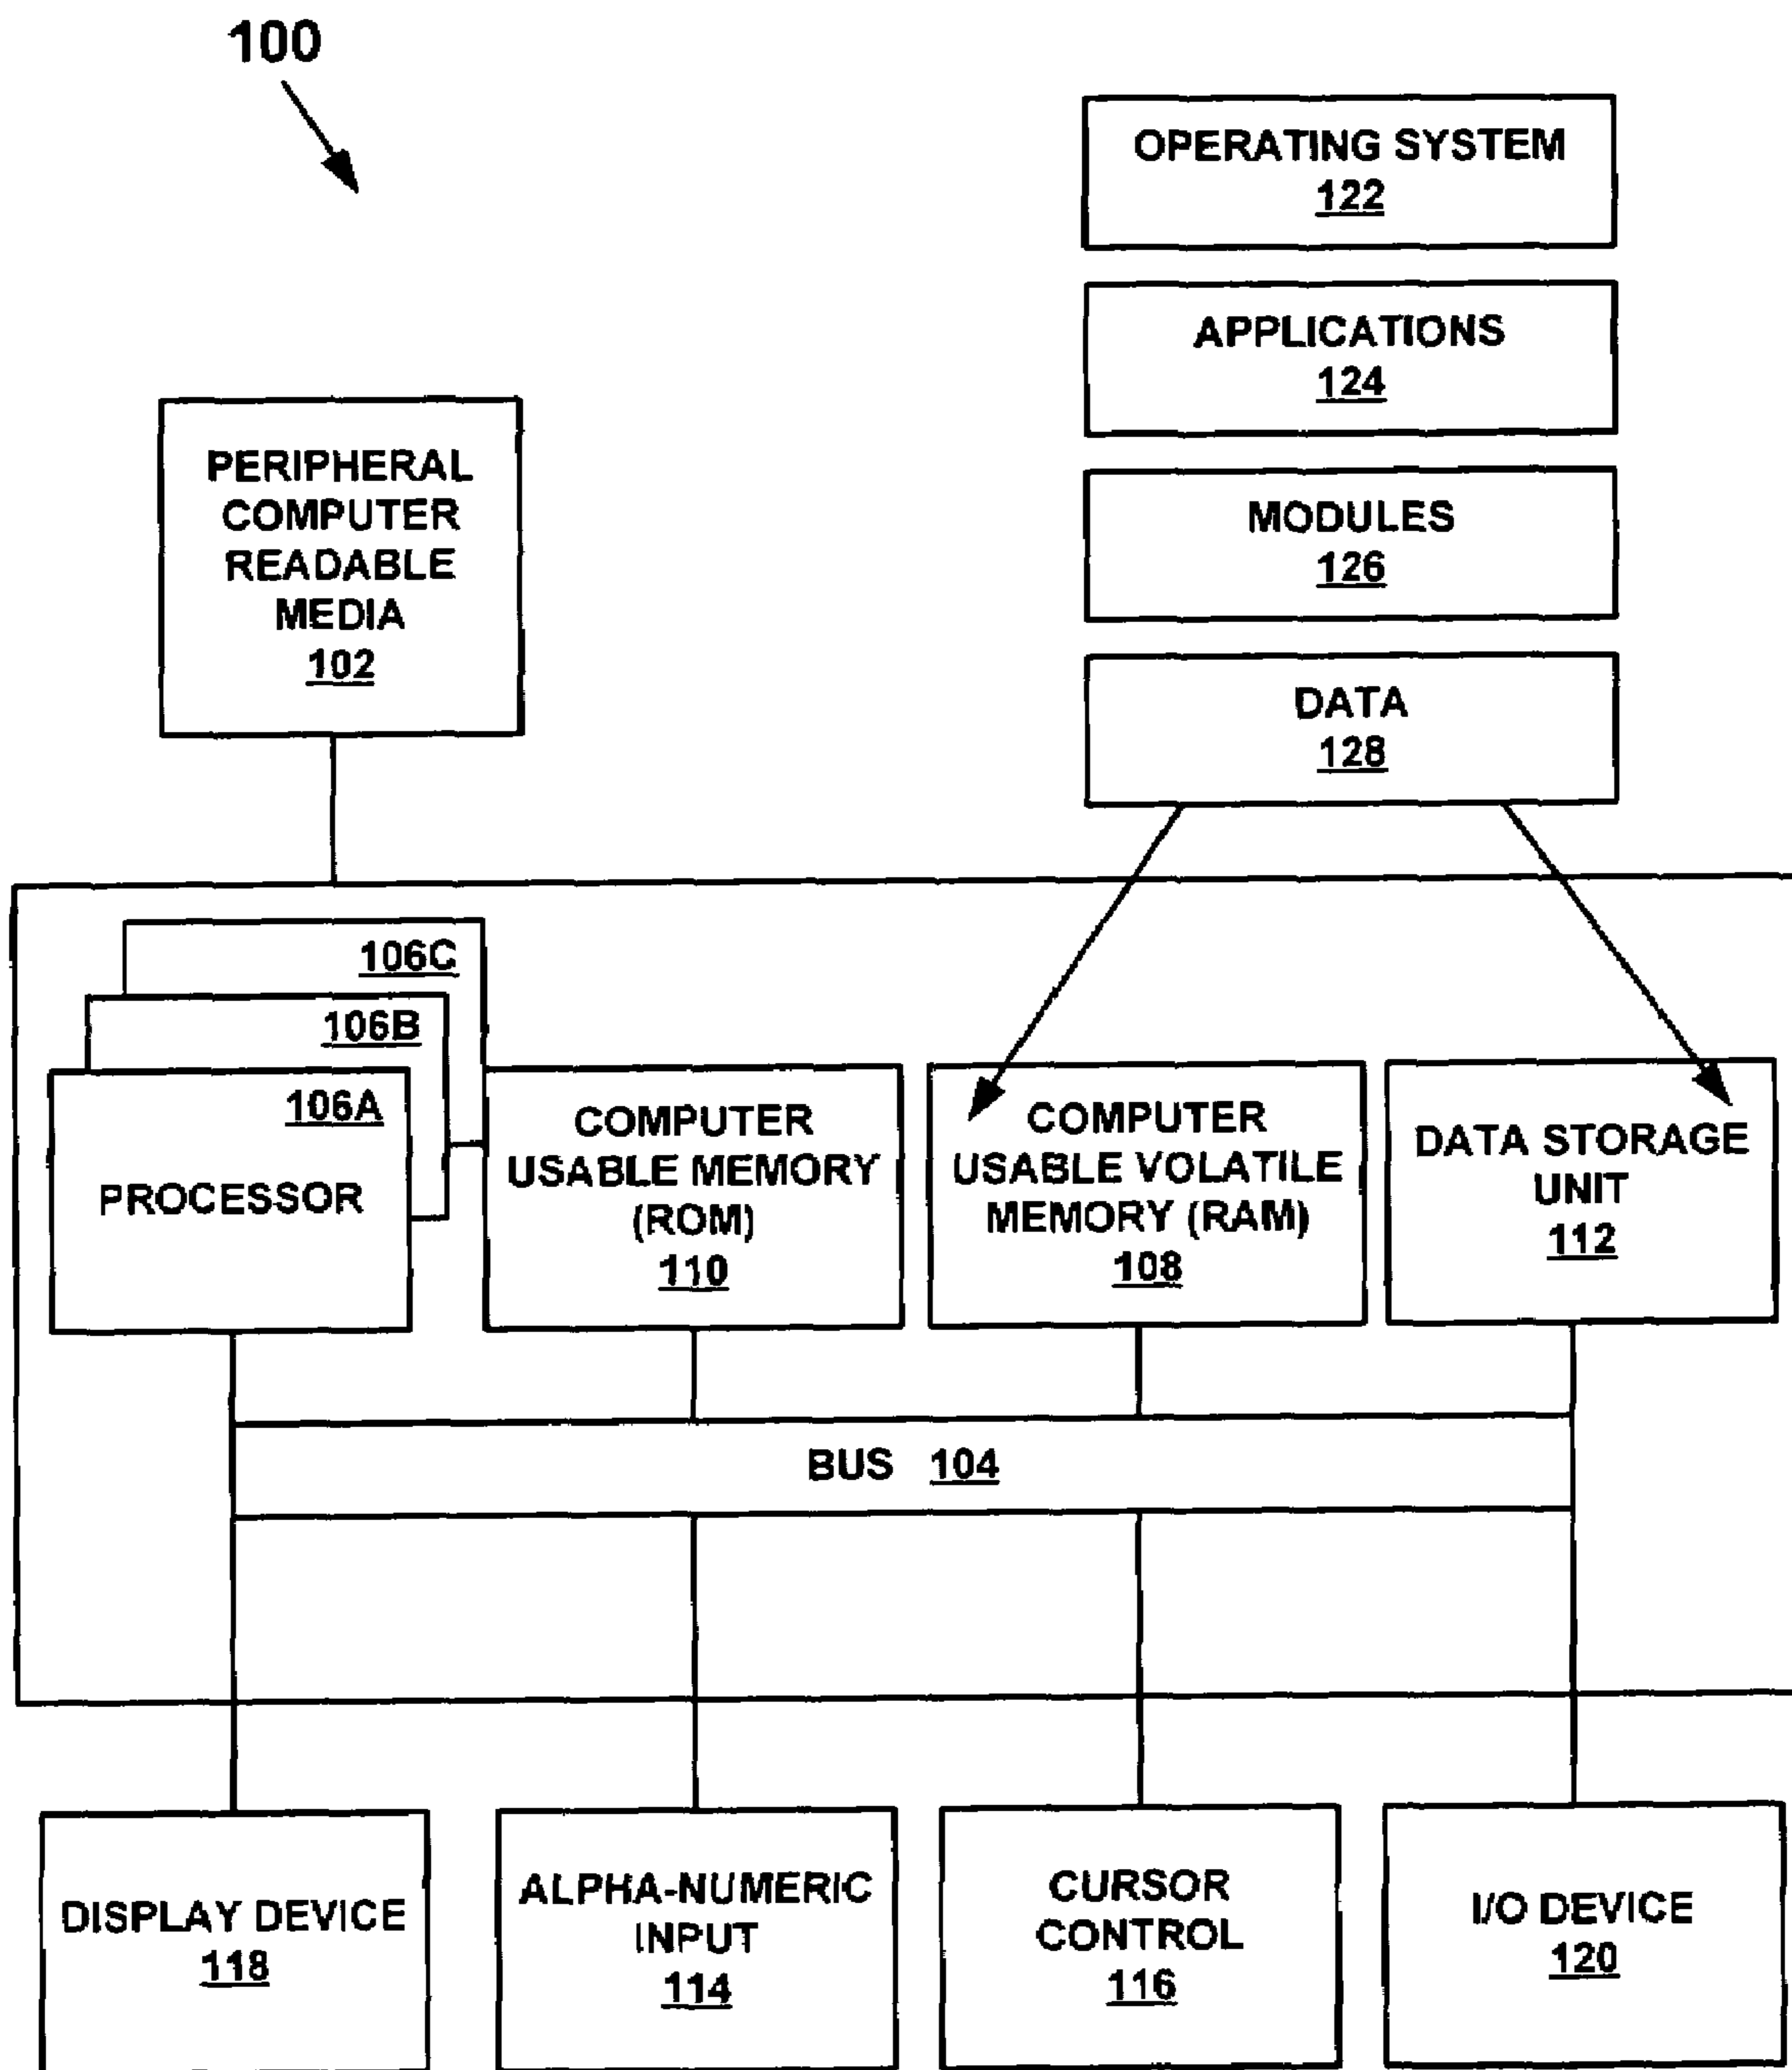 100
OPERATING SYSTEM
122
APPLICATIONS
124
MODULES
126
DATA
128
PERIPHERAL
COMPUTER
READABLE
MEDIA
102
106C
106B
106A
PROCESSOR
COMPUTER
USABLE MEMORY
(ROM)
110
COMPUTER
USABLE VOLATILE
MEMORY (RAM)
108
DATA STORAGE
UNIT
112
BUS 104
DISPLAY DEVICE
118
ALPHA-NUMERIC
INPUT
114
CURSOR
CONTROL
116
I/O DEVICE
120